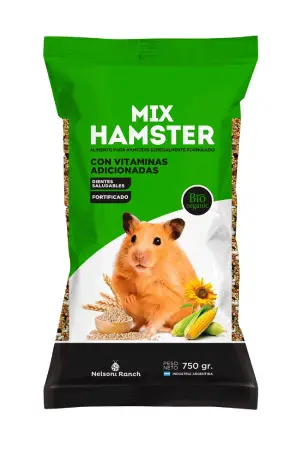 MIX
HAMSTER
ALIMENTO PARA HAMSTERS ESPECIALMENTE FORMULADO
CON VITAMINAS
ADICIONADAS
DIENTES
SALUDABLES
FORTIFICADO
Bio
organic
Nelsoni Ranch
PESO
NETO
750 gr.
INDUSTRIA ARGENTINA